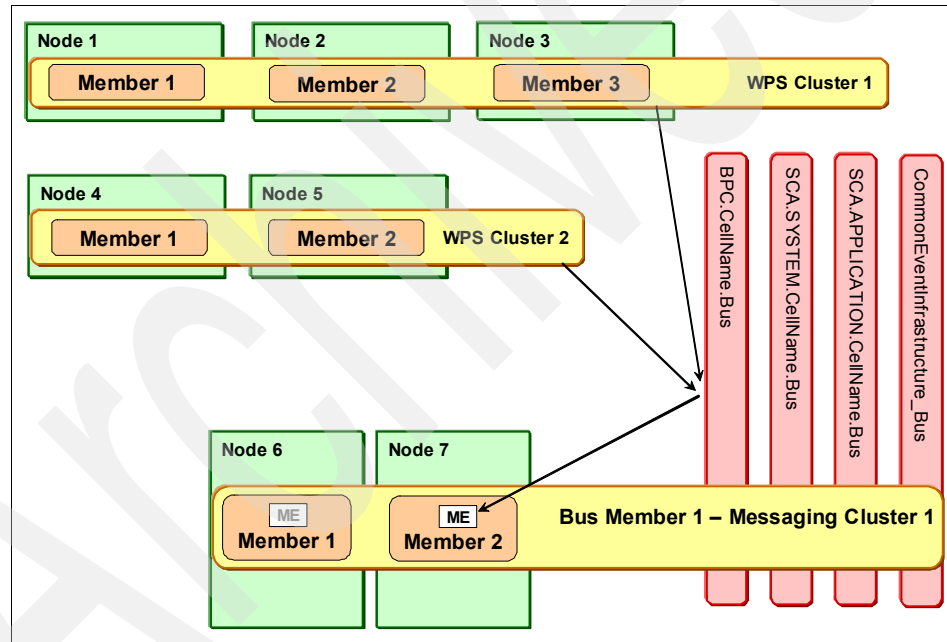 Node 1
Node 2
Node 3
Member 1
Member 2
Member 3
WPS Cluster 1
Node 4
Node 5
Member 1
Member 2
WPS Cluster 2
BPC.CellName.Bus
SCA.SYSTEM.CellName.Bus
SCA.APPLICATION.CellName.Bus
CommonEventInfrastructure_Bus
Node 6
Node 7
ME
Member 1
ME
Member 2
Bus Member 1 – Messaging Cluster 1